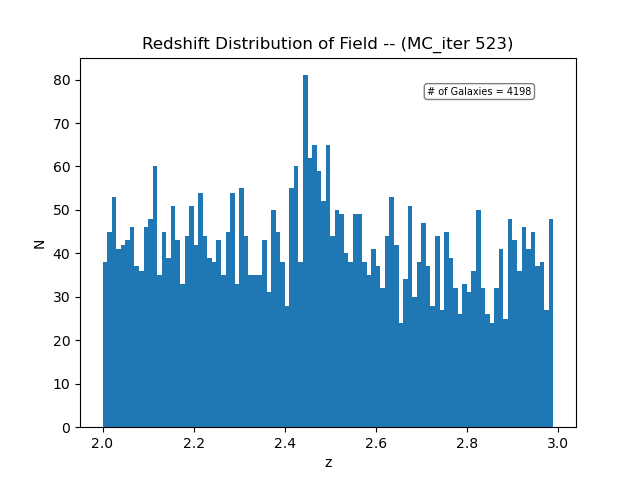 Redshift Distribution of Field -- (MC_iter 523)
# of Galaxies = 4198
80
70
60
50
40
30
20
10
0
N
2.0 2.2 2.4 2.6 2.8 3.0
z